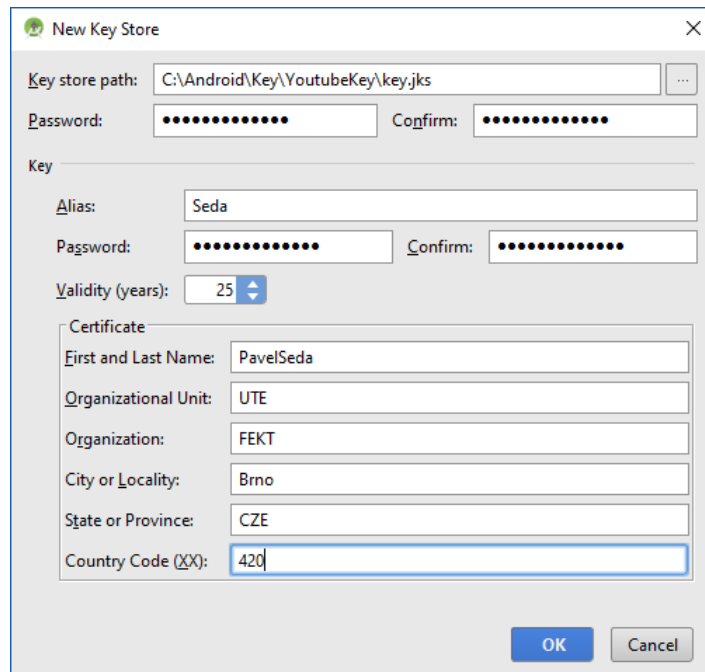 New Key Store
Key store path: C:\Android\Key\YoutubeKey\key.jks ...
Password: ••••••••••••• Confirm: •••••••••••••
Key
Alias: Seda
Password: ••••••••••••• Confirm: •••••••••••••
Validity (years): 25
Certificate
First and Last Name: PavelSeda
Organizational Unit: UTE
Organization: FEKT
City or Locality: Brno
State or Province: CZE
Country Code (XX): 420
OK Cancel